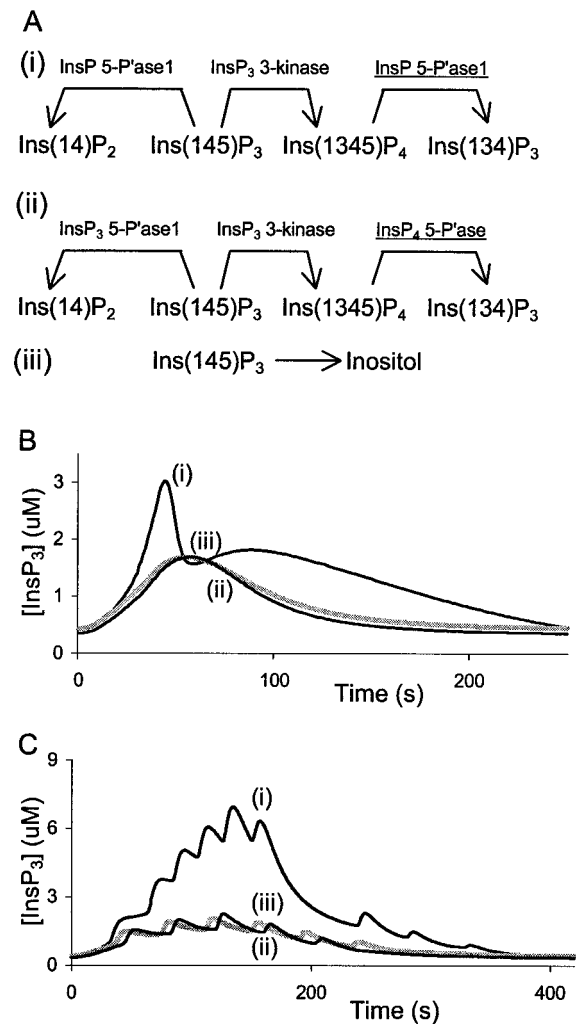 A
(i)
InsP 5-P'ase1 InsP₃ 3-kinase InsP 5-P'ase1
Ins(14)P₂ Ins(145)P₃ Ins(1345)P₄ Ins(134)P₃
(ii)
InsP₃ 5-P'ase1 InsP₃ 3-kinase InsP₄ 5-P'ase
Ins(14)P₂ Ins(145)P₃ Ins(1345)P₄ Ins(134)P₃
(iii) Ins(145)P₃ Inositol
B
[InsP₃] (uM)
3
2
1
0
(i)
(iii)
(ii)
0 100 200
Time (s)
C
[InsP₃] (uM)
9
6
3
0
(i)
(iii)
(ii)
0 200 400
Time (s)